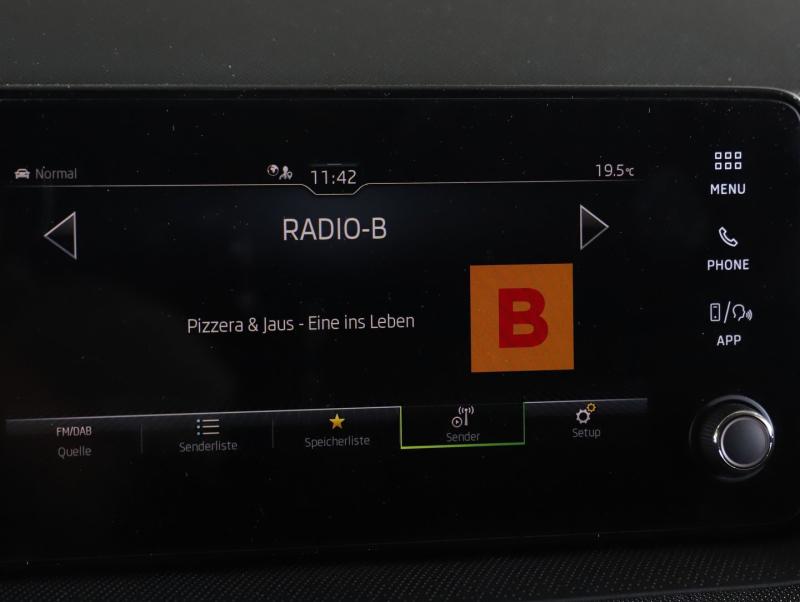 Normal
11:42
19.5°C
MENU
RADIO-B
PHONE
Pizzera & Jaus - Eine ins Leben
B
APP
FM/DAB
Quelle
Senderliste
Speicherliste
Sender
Setup